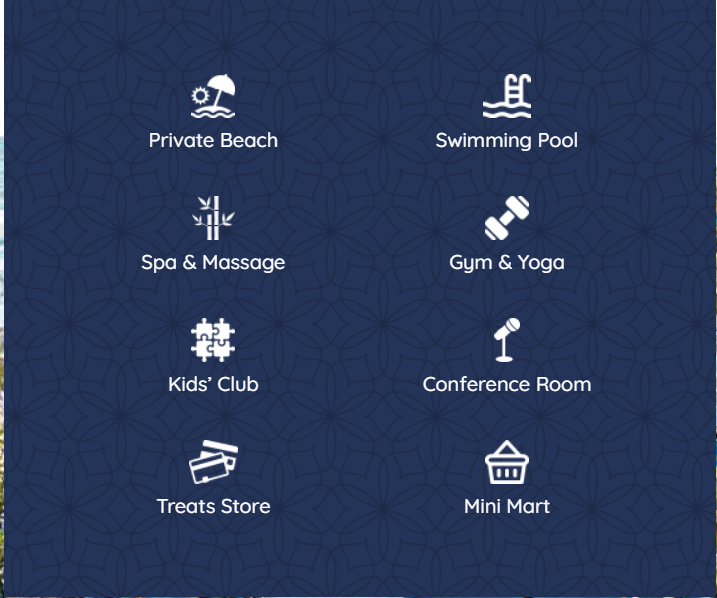 Private Beach
Swimming Pool
Spa & Massage
Gym & Yoga
Kids’ Club
Conference Room
Treats Store
Mini Mart